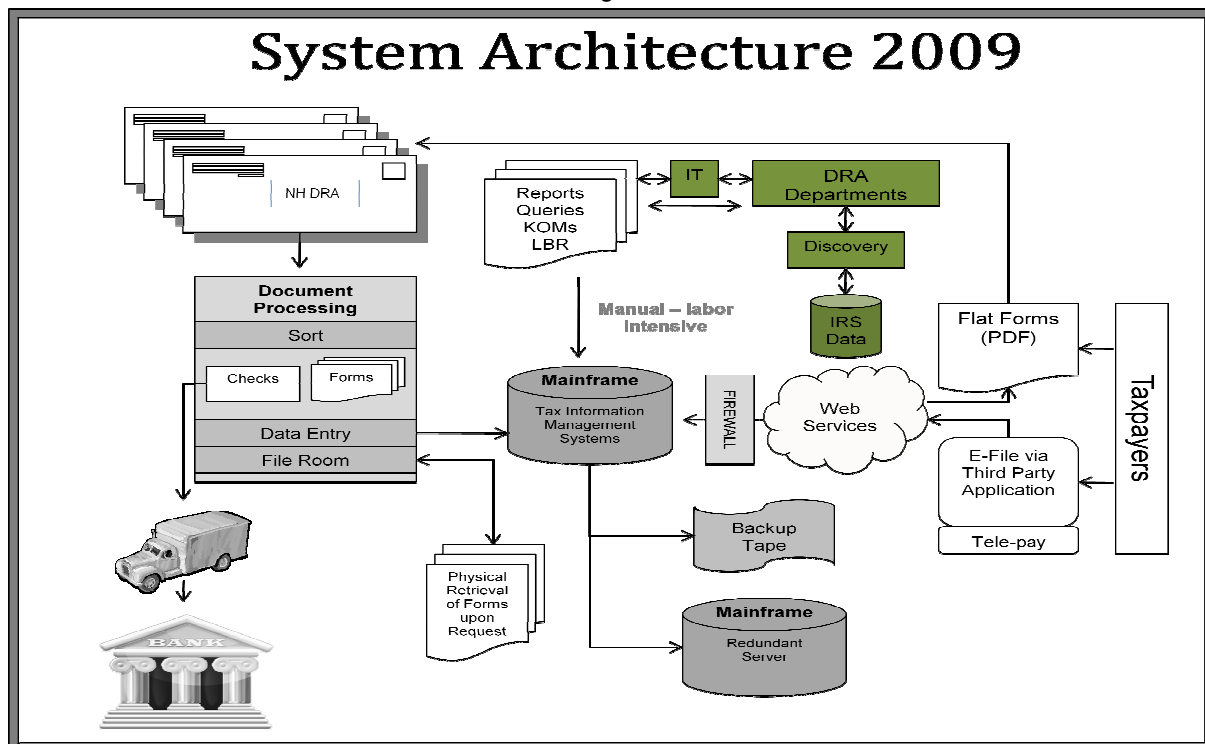 System Architecture 2009
NH DRA
Reports
Queries
KOMs
LBR
IT
DRA
Departments
Discovery
IRS
Data
Document
Processing
Sort
Checks
Forms
Data Entry
File Room
Manual – labor
Intensive
Mainframe
Tax Information
Management
Systems
FIREWALL
Web
Services
Flat Forms
(PDF)
Taxpayers
E-File via
Third Party
Application
Tele-pay
Backup
Tape
Physical
Retrieval
of Forms
upon
Request
Mainframe
Redundant
Server
BANK